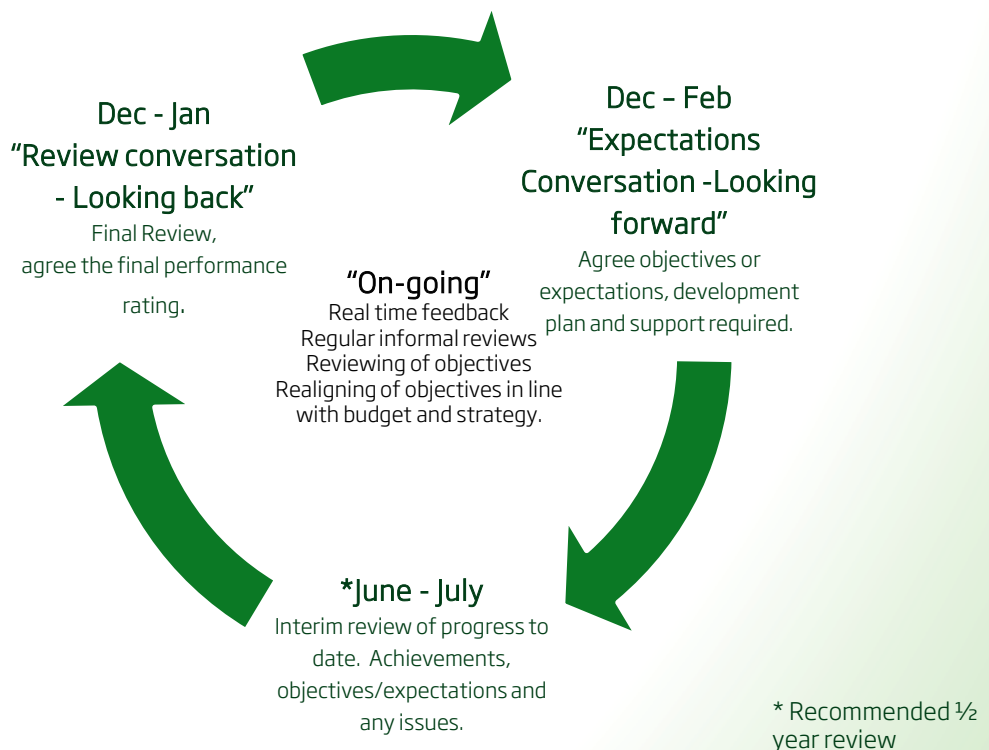 Dec - Jan
“Review conversation
- Looking back”
Final Review,
agree the final performance
rating.
Dec – Feb
“Expectations
Conversation -Looking
forward”
Agree objectives or
expectations, development
plan and support required.
“On-going”
Real time feedback
Regular informal reviews
Reviewing of objectives
Realigning of objectives in line
with budget and strategy.
*June - July
Interim review of progress to
date.  Achievements,
objectives/expectations and
any issues.
* Recommended ½
year review